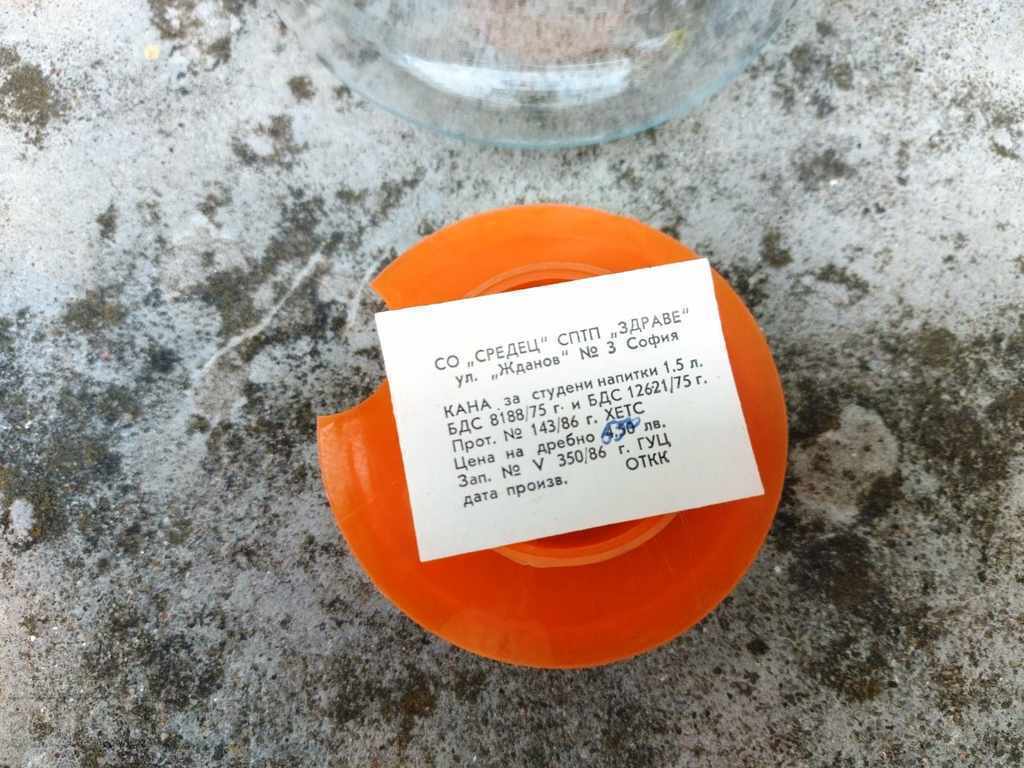 СО „СРЕДЕЦ“ СПТП „ЗДРАВЕ“
ул. „Жданов“ № 3 София
КАНА за студени напитки 1.5 л.
БДС 8188/75 г. и БДС 12621/75 г.
Прот. № 143/86 г. ХЕТС
Цена на дребно лв.
Зап. № V 350/86 г. ГУЦ
дата произв. ОТКК